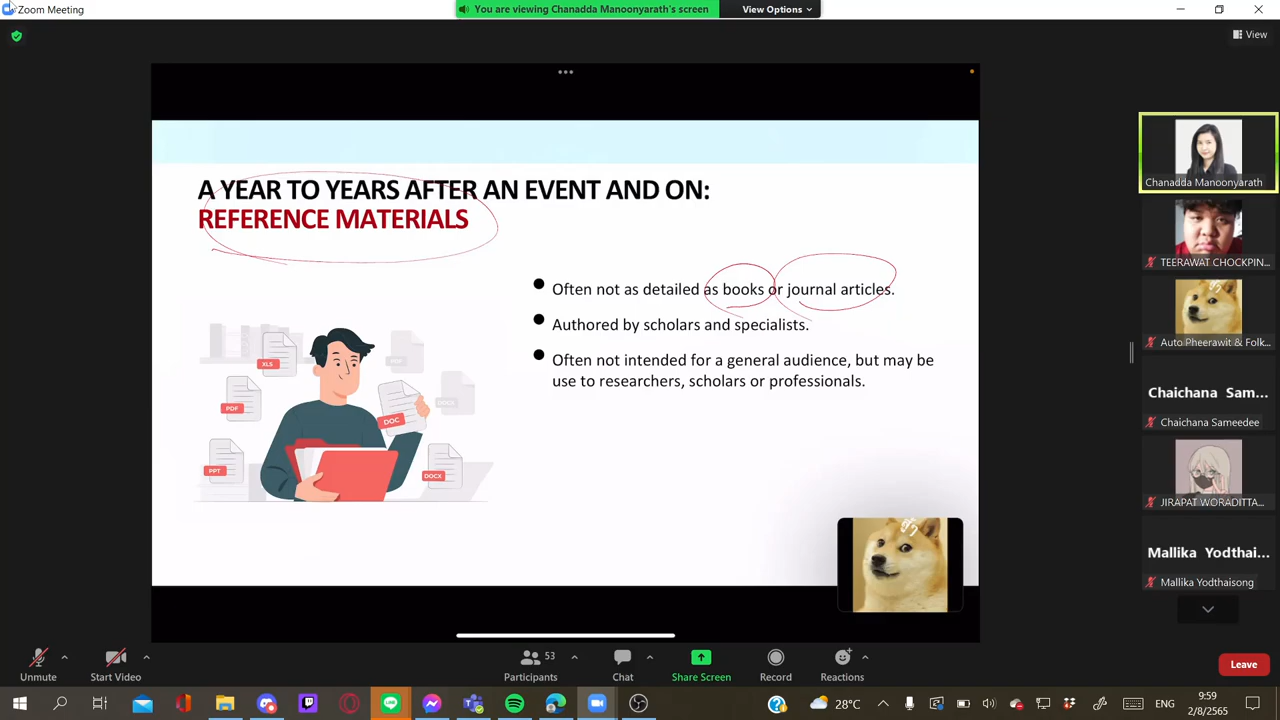 Zoom Meeting
You are viewing Chanadda Manoonyarath's screen
View Options
View
A YEAR TO YEARS AFTER AN EVENT AND ON:
REFERENCE MATERIALS
Often not as detailed as books or journal articles.
Authored by scholars and specialists.
Often not intended for a general audience, but may be
use to researchers, scholars or professionals.
XLS
PDF
PDF
DOC
DOCX
PPT
DOCX
Chanadda Manoonyarath
TEERAWAT CHOCKPIN...
Auto Pheerawit & Folk...
Chaichana Sam...
Chaichana Sameedee
JIRAPAT WORADITTA...
Mallika Yodthai...
Mallika Yodthaisong
Unmute
Start Video
53
Participants
Chat
Share Screen
Record
Reactions
Leave
LINE
28°C
ENG
9:59
2/8/2565